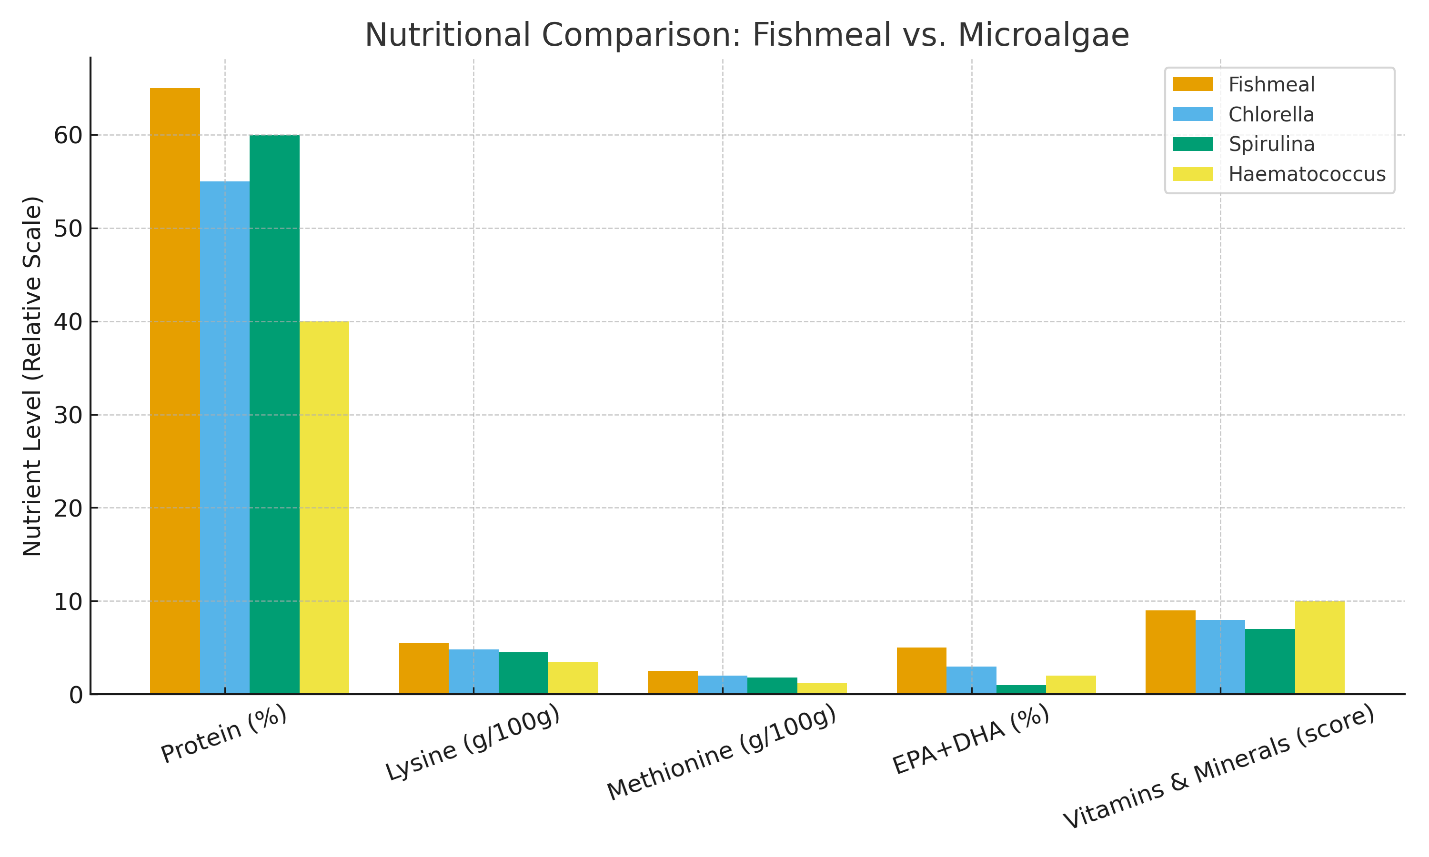 Nutritional Comparison: Fishmeal vs. Microalgae
Fishmeal
Chlorella
Spirulina
Haematococcus
Nutrient Level (Relative Scale)
60
50
40
30
20
10
0
Protein (%)
Lysine (g/100g)
Methionine (g/100g)
EPA+DHA (%)
Vitamins & Minerals (score)